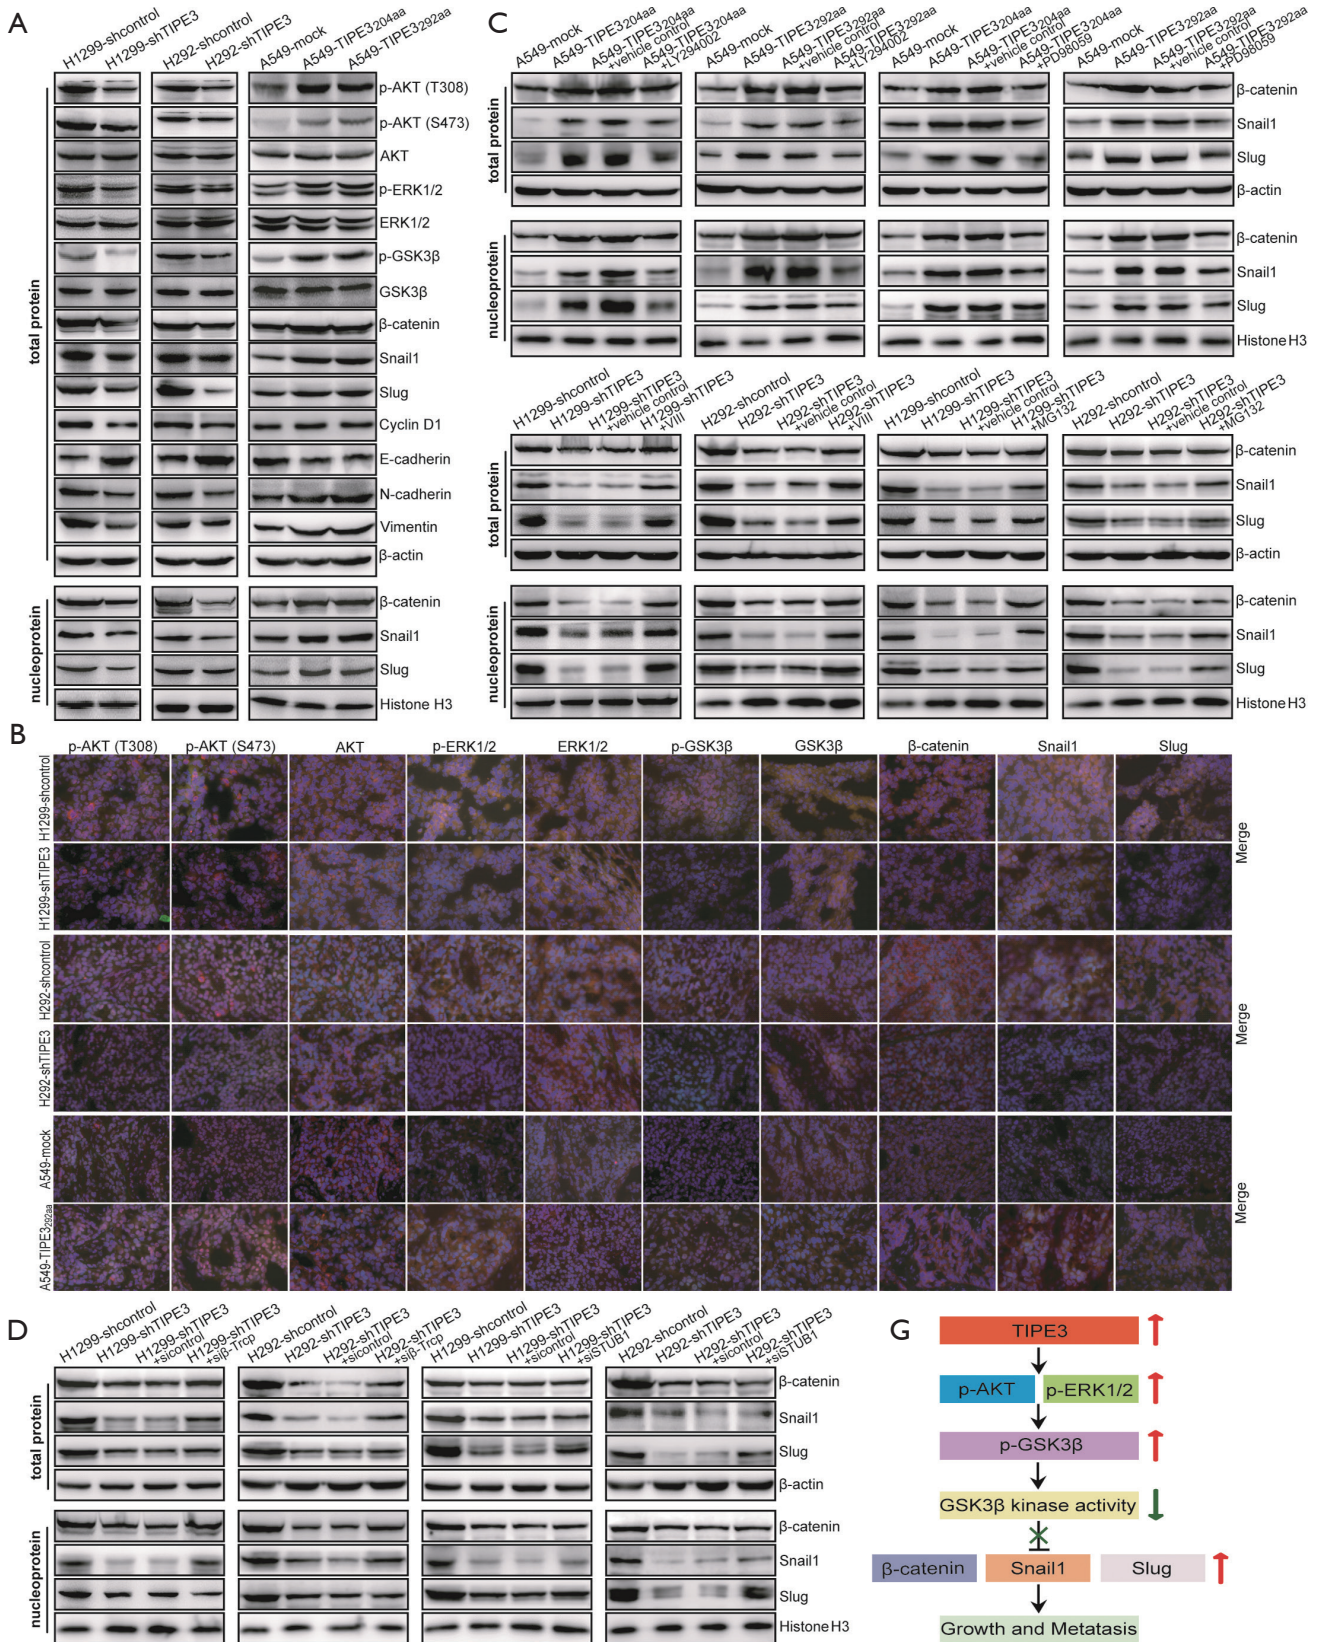 A
H1299-shcontrol
H1299-shTIPE3
H292-shcontrol
H292-shTIPE3
A549-mock
A549-TIPE3204aa
A549-TIPE3292aa
total protein
p-AKT (T308)
p-AKT (S473)
AKT
p-ERK1/2
ERK1/2
p-GSK3β
GSK3β
β-catenin
Snail1
Slug
Cyclin D1
E-cadherin
N-cadherin
Vimentin
β-actin
nucleoprotein
β-catenin
Snail1
Slug
Histone H3
C
A549-mock
A549-TIPE3204aa
A549-TIPE3204aa
+vehicle control
A549-TIPE3204aa
+LY294002
A549-mock
A549-TIPE3292aa
A549-TIPE3292aa
+vehicle control
A549-TIPE3292aa
+LY294002
A549-mock
A549-TIPE3204aa
A549-TIPE3204aa
+vehicle control
A549-TIPE3204aa
+PD98059
A549-mock
A549-TIPE3292aa
A549-TIPE3292aa
+vehicle control
A549-TIPE3292aa
+PD98059
total protein
β-catenin
Snail1
Slug
β-actin
nucleoprotein
β-catenin
Snail1
Slug
Histone H3
H1299-shcontrol
H1299-shTIPE3
H1299-shTIPE3
+vehicle control
H1299-shTIPE3
+VIII
H292-shcontrol
H292-shTIPE3
H292-shTIPE3
+vehicle control
H292-shTIPE3
+VIII
H1299-shcontrol
H1299-shTIPE3
H1299-shTIPE3
+vehicle control
H1299-shTIPE3
+MG132
H292-shcontrol
H292-shTIPE3
H292-shTIPE3
+vehicle control
H292-shTIPE3
+MG132
total protein
β-catenin
Snail1
Slug
β-actin
nucleoprotein
β-catenin
Snail1
Slug
Histone H3
B
p-AKT (T308) p-AKT (S473) AKT p-ERK1/2 ERK1/2 p-GSK3β GSK3β β-catenin Snail1 Slug
H1299-shcontrol
H1299-shTIPE3
Merge
H292-shcontrol
H292-shTIPE3
Merge
A549-mock
A549-TIPE3292aa
Merge
D
H1299-shcontrol
H1299-shTIPE3
H1299-shTIPE3
+sicontrol
H1299-shTIPE3
+siβ-Trcp
H292-shcontrol
H292-shTIPE3
H292-shTIPE3
+sicontrol
H292-shTIPE3
+siβ-Trcp
H1299-shcontrol
H1299-shTIPE3
H1299-shTIPE3
+sicontrol
H1299-shTIPE3
+siSTUB1
H292-shcontrol
H292-shTIPE3
H292-shTIPE3
+sicontrol
H292-shTIPE3
+siSTUB1
total protein
β-catenin
Snail1
Slug
β-actin
nucleoprotein
β-catenin
Snail1
Slug
Histone H3
G
TIPE3
p-AKT p-ERK1/2
p-GSK3β
GSK3β kinase activity
β-catenin Snail1 Slug
Growth and Metatasis